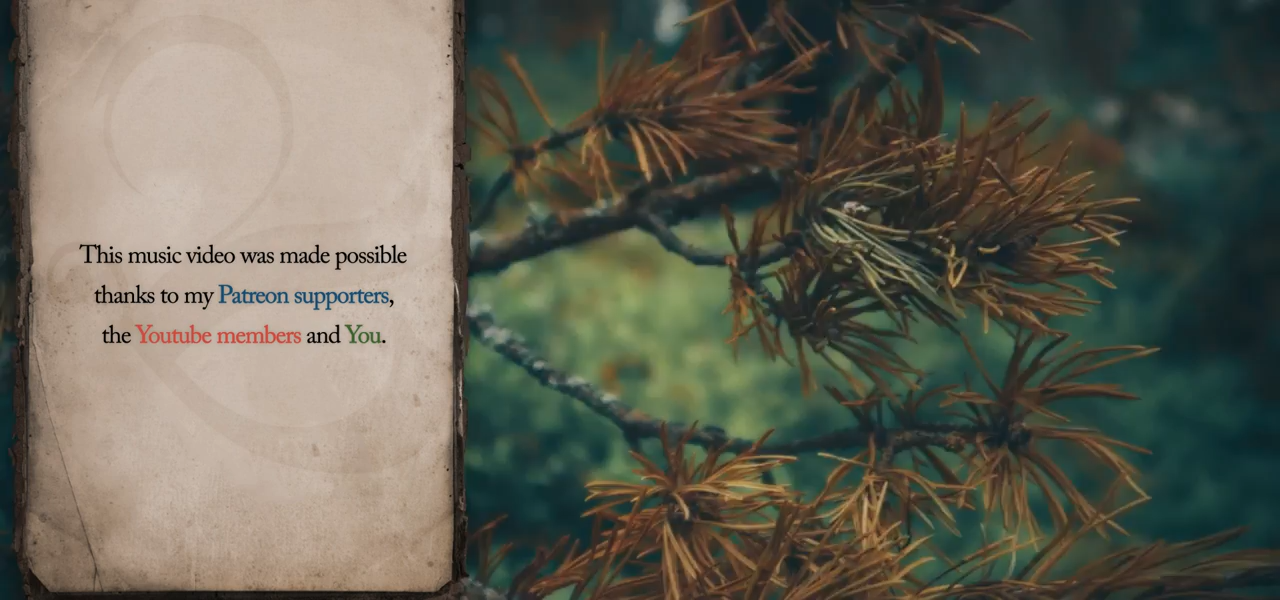 This music video was made possible
thanks to my Patreon supporters,
the Youtube members and You.